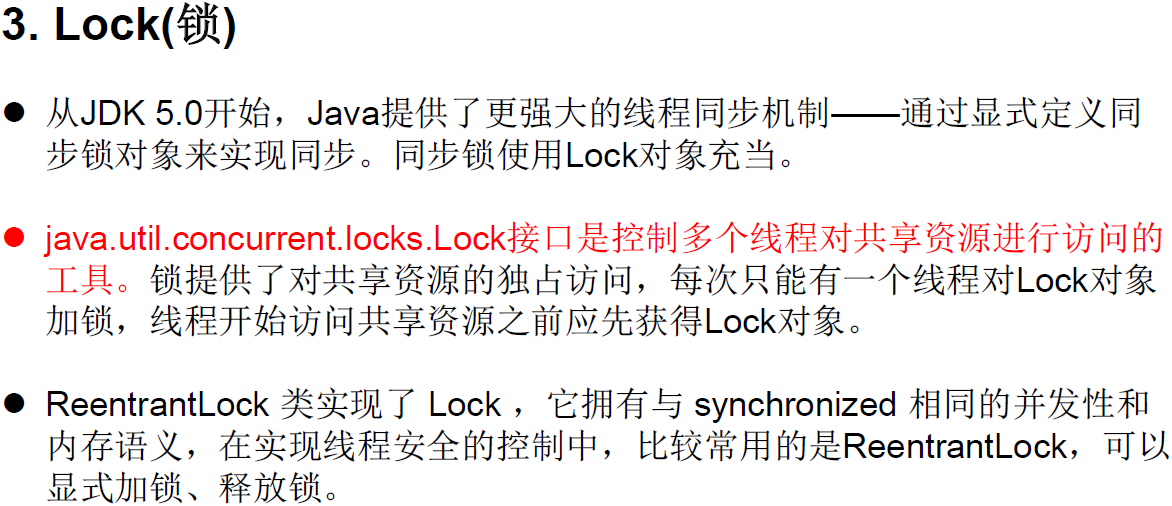 3. Lock(锁)
● 从JDK 5.0开始，Java提供了更强大的线程同步机制——通过显式定义同
步锁对象来实现同步。同步锁使用Lock对象充当。
● java.util.concurrent.locks.Lock接口是控制多个线程对共享资源进行访问的
工具。锁提供了对共享资源的独占访问，每次只能有一个线程对Lock对象
加锁，线程开始访问共享资源之前应先获得Lock对象。
● ReentrantLock 类实现了 Lock ，它拥有与 synchronized 相同的并发性和
内存语义，在实现线程安全的控制中，比较常用的是ReentrantLock，可以
显式加锁、释放锁。